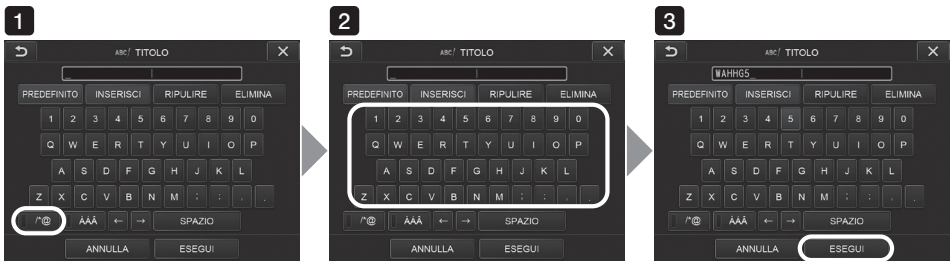 1
ABC! TITOLO
_
PREDEFINITO INSERISCI RIPULIRE ELIMINA
1 2 3 4 5 6 7 8 9 0
Q W E R T Y U I O P
A S D F G H J K L
Z X C V B N M ; : , .
/*@ ÀÁÂ ← → SPAZIO
ANNULLA ESEGUI
2
ABC! TITOLO
_
PREDEFINITO INSERISCI RIPULIRE ELIMINA
1 2 3 4 5 6 7 8 9 0
Q W E R T Y U I O P
A S D F G H J K L
Z X C V B N M ; : , .
/*@ ÀÁÂ ← → SPAZIO
ANNULLA ESEGUI
3
ABC! TITOLO
WAHHG5_
PREDEFINITO INSERISCI RIPULIRE ELIMINA
1 2 3 4 5 6 7 8 9 0
Q W E R T Y U I O P
A S D F G H J K L
Z X C V B N M ; : , .
/*@ ÀÁÂ ← → SPAZIO
ANNULLA ESEGUI